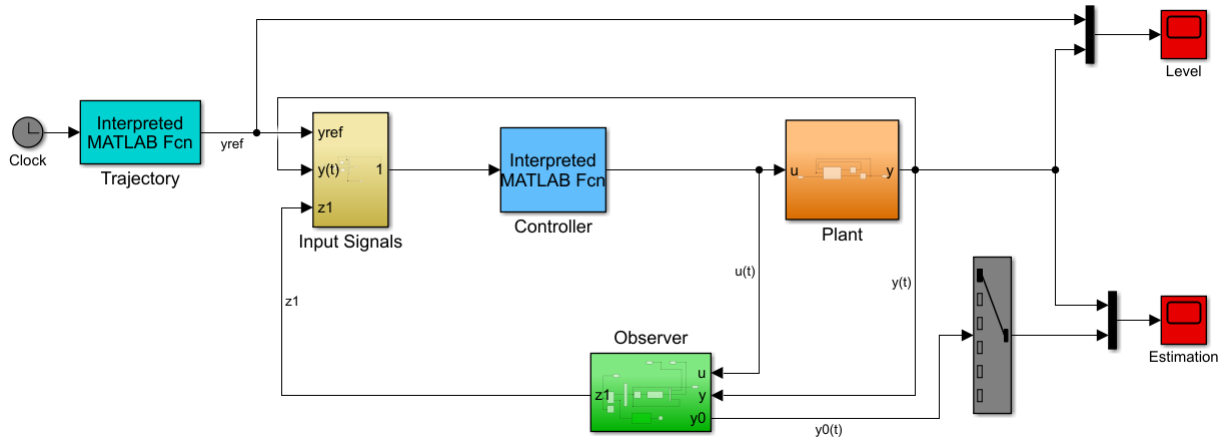 Level
Interpreted
MATLAB Fcn
Clock
yref
Trajectory
yref
y(t)
1
z1
Input Signals
Interpreted
MATLAB Fcn
Controller
u
y
Plant
u(t)
y(t)
z1
Observer
u
z1
y
y0
y0(t)
Estimation